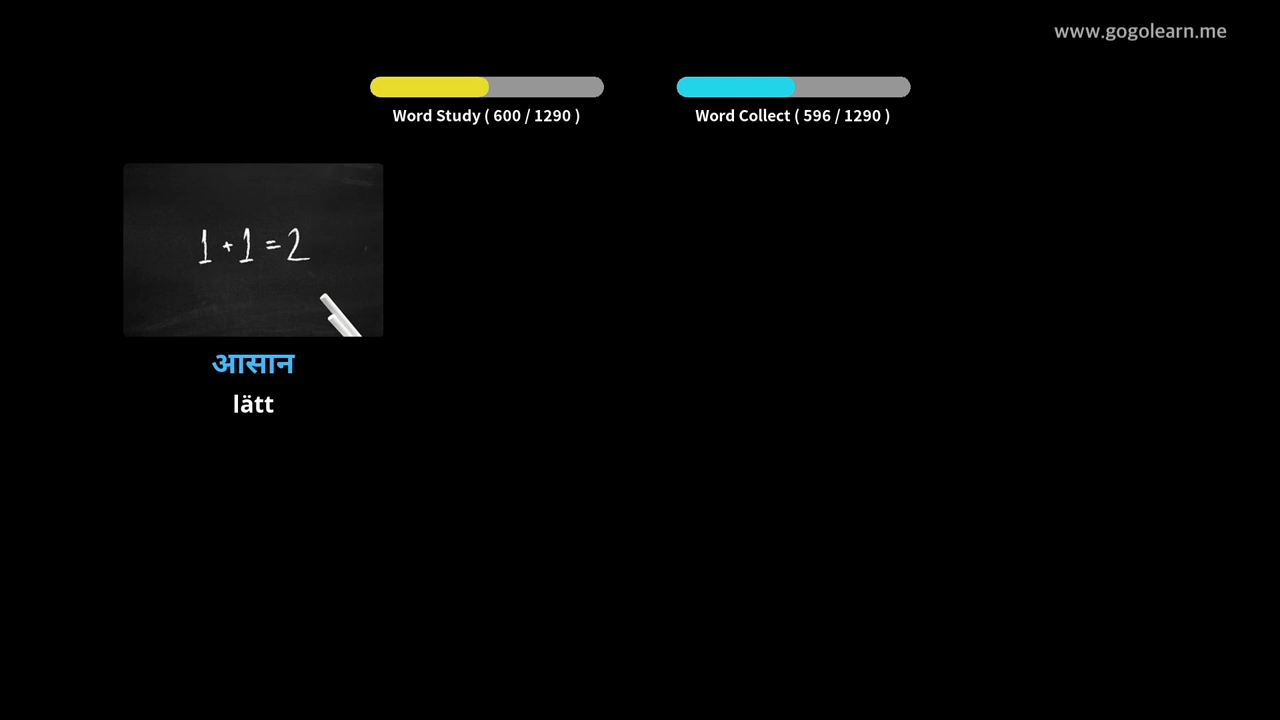 www.gogolearn.me
Word Study ( 600 / 1290 )
Word Collect ( 596 / 1290 )
1 + 1 = 2
आसान
lätt